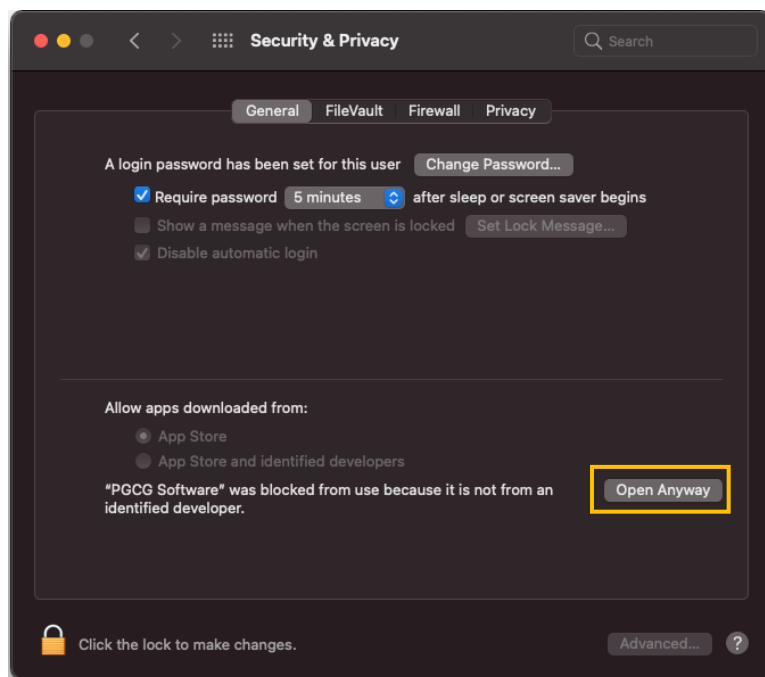 Security & Privacy
Search
General FileVault Firewall Privacy
A login password has been set for this user Change Password...
Require password 5 minutes after sleep or screen saver begins
Show a message when the screen is locked Set Lock Message...
Disable automatic login
Allow apps downloaded from:
App Store
App Store and identified developers
“PGCG Software” was blocked from use because it is not from an Open Anyway
identified developer.
Click the lock to make changes. Advanced... ?